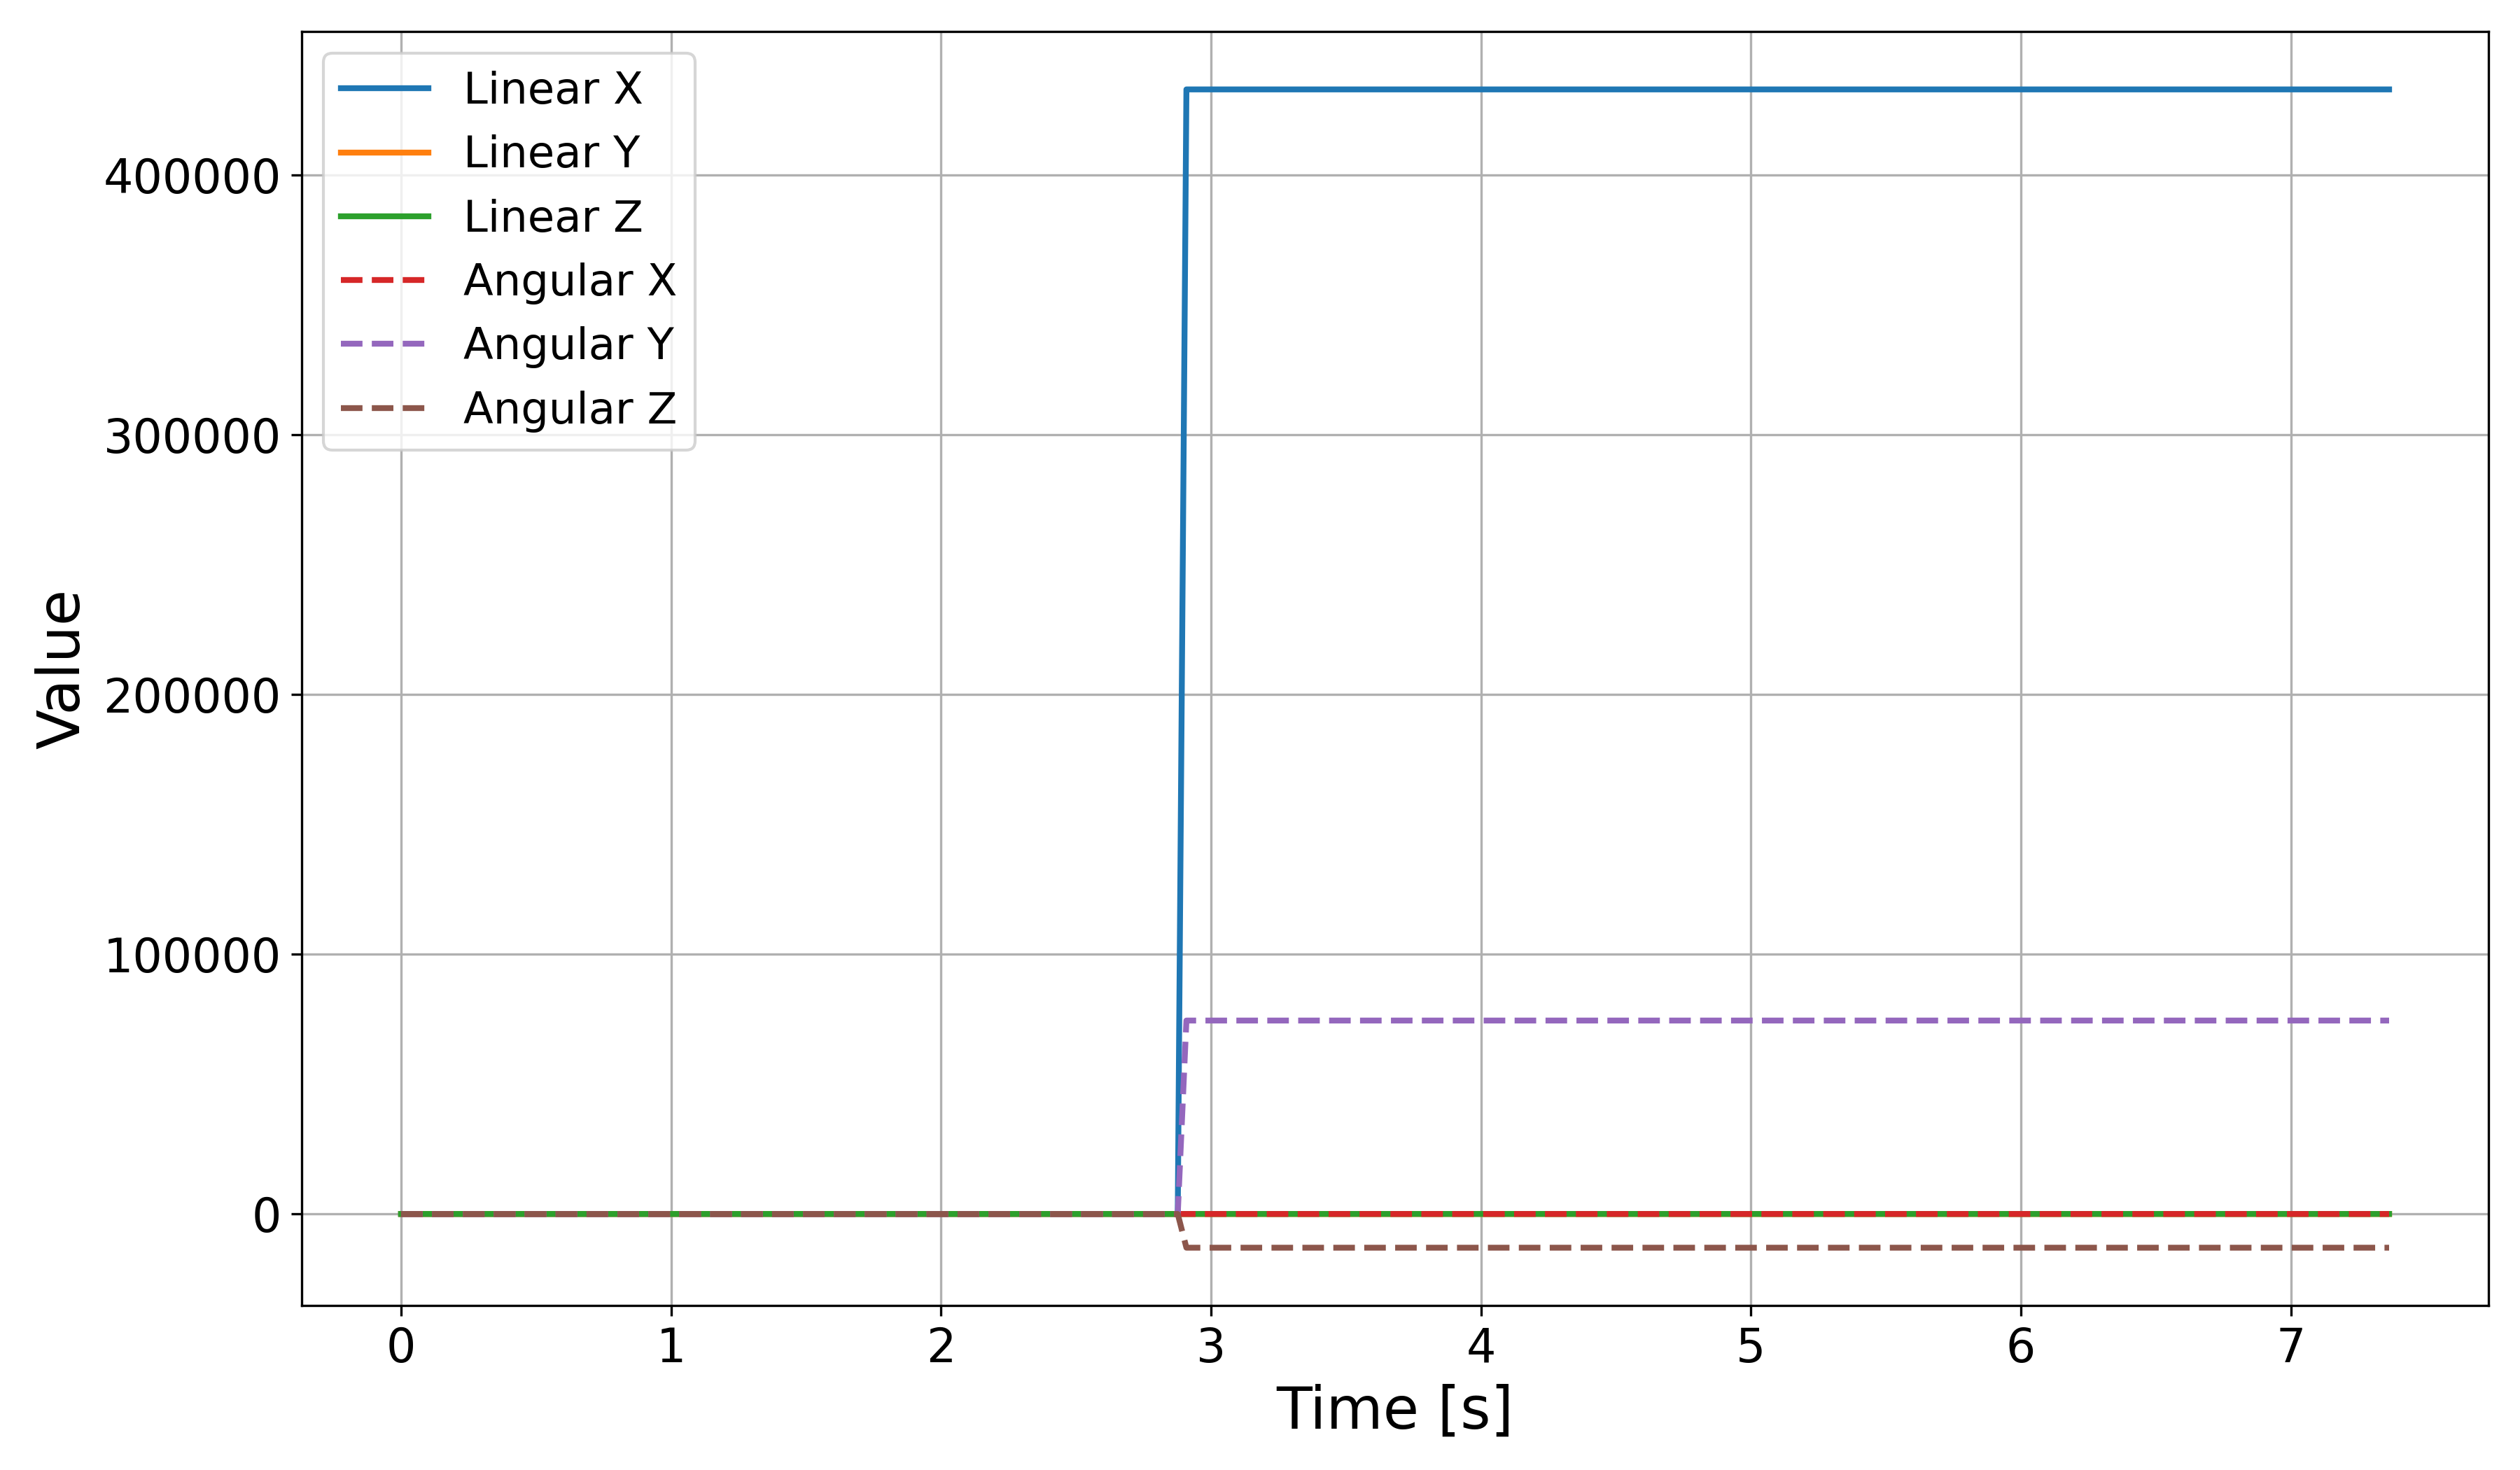 Linear X
Linear Y
Linear Z
Angular X
Angular Y
Angular Z
400000
300000
200000
100000
0
Value
0 1 2 3 4 5 6 7
Time [s]